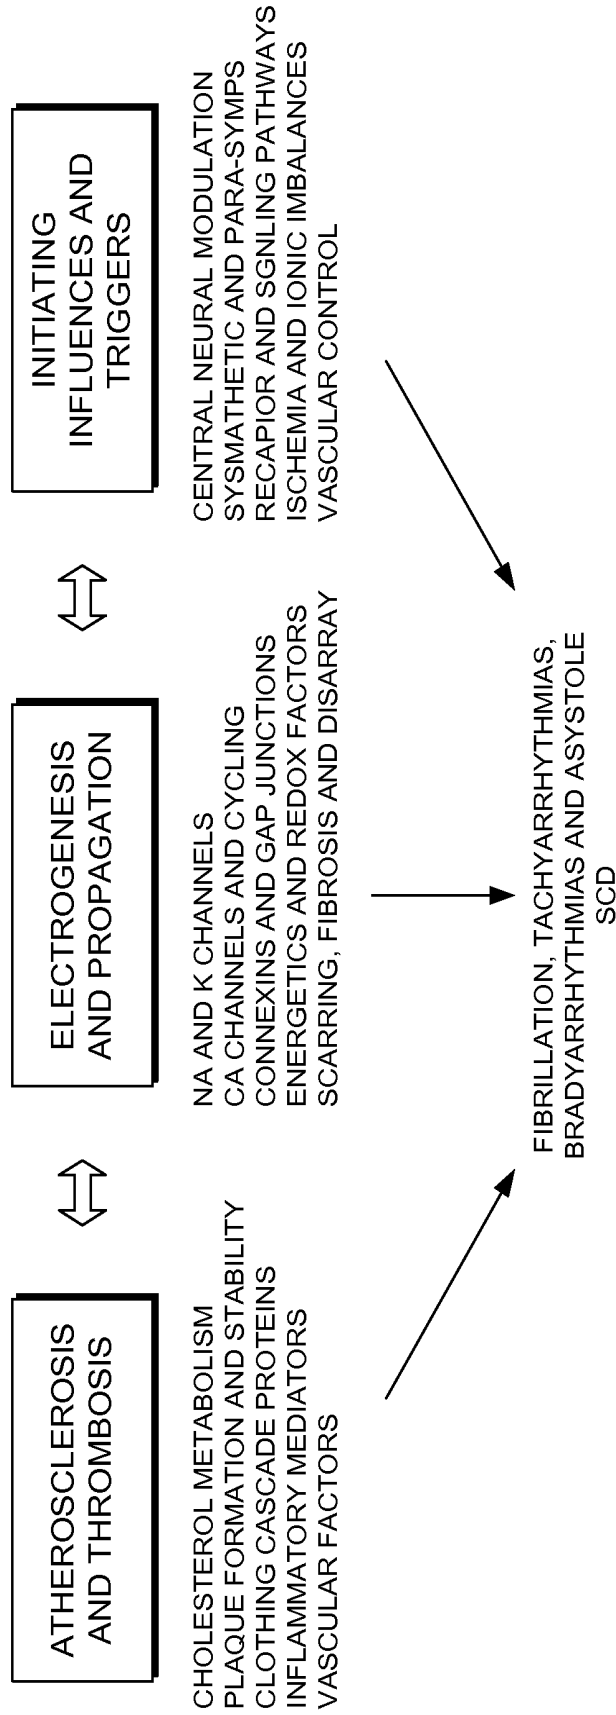 ATHEROSCLEROSIS
AND THROMBOSIS
CHOLESTEROL METABOLISM
PLAQUE FORMATION AND STABILITY
CLOTHING CASCADE PROTEINS
INFLAMMATORY MEDIATORS
VASCULAR FACTORS
ELECTROGENESIS
AND PROPAGATION
NA AND K CHANNELS
CA CHANNELS AND CYCLING
CONNEXINS AND GAP JUNCTIONS
ENERGETICS AND REDOX FACTORS
SCARRING, FIBROSIS AND DISARRAY
INITIATING
INFLUENCES AND
TRIGGERS
CENTRAL NEURAL MODULATION
SYSMATHETIC AND PARA-SYMPS
RECAPIOR AND SGNLING PATHWAYS
ISCHEMIA AND IONIC IMBALANCES
VASCULAR CONTROL
FIBRILLATION, TACHYARRHYTHMIAS,
BRADYARRHYTHMIAS AND ASYSTOLE
SCD